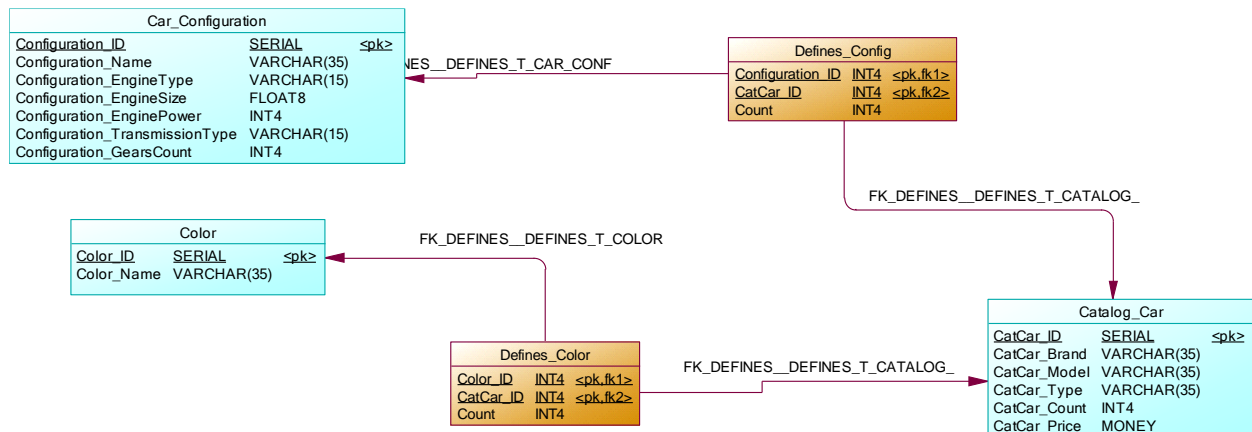 Car_Configuration
Configuration_ID SERIAL <pk>
Configuration_Name VARCHAR(35)
Configuration_EngineType VARCHAR(15)
Configuration_EngineSize FLOAT8
Configuration_EnginePower INT4
Configuration_TransmissionType VARCHAR(15)
Configuration_GearsCount INT4
NES__DEFINES_T_CAR_CONF
Defines_Config
Configuration_ID INT4 <pk,fk1>
CatCar_ID INT4 <pk,fk2>
Count INT4
FK_DEFINES__DEFINES_T_CATALOG_
Color
Color_ID SERIAL <pk>
Color_Name VARCHAR(35)
FK_DEFINES__DEFINES_T_COLOR
Defines_Color
Color_ID INT4 <pk,fk1>
CatCar_ID INT4 <pk,fk2>
Count INT4
FK_DEFINES__DEFINES_T_CATALOG_
Catalog_Car
CatCar_ID SERIAL <pk>
CatCar_Brand VARCHAR(35)
CatCar_Model VARCHAR(35)
CatCar_Type VARCHAR(35)
CatCar_Count INT4
CatCar_Price MONEY